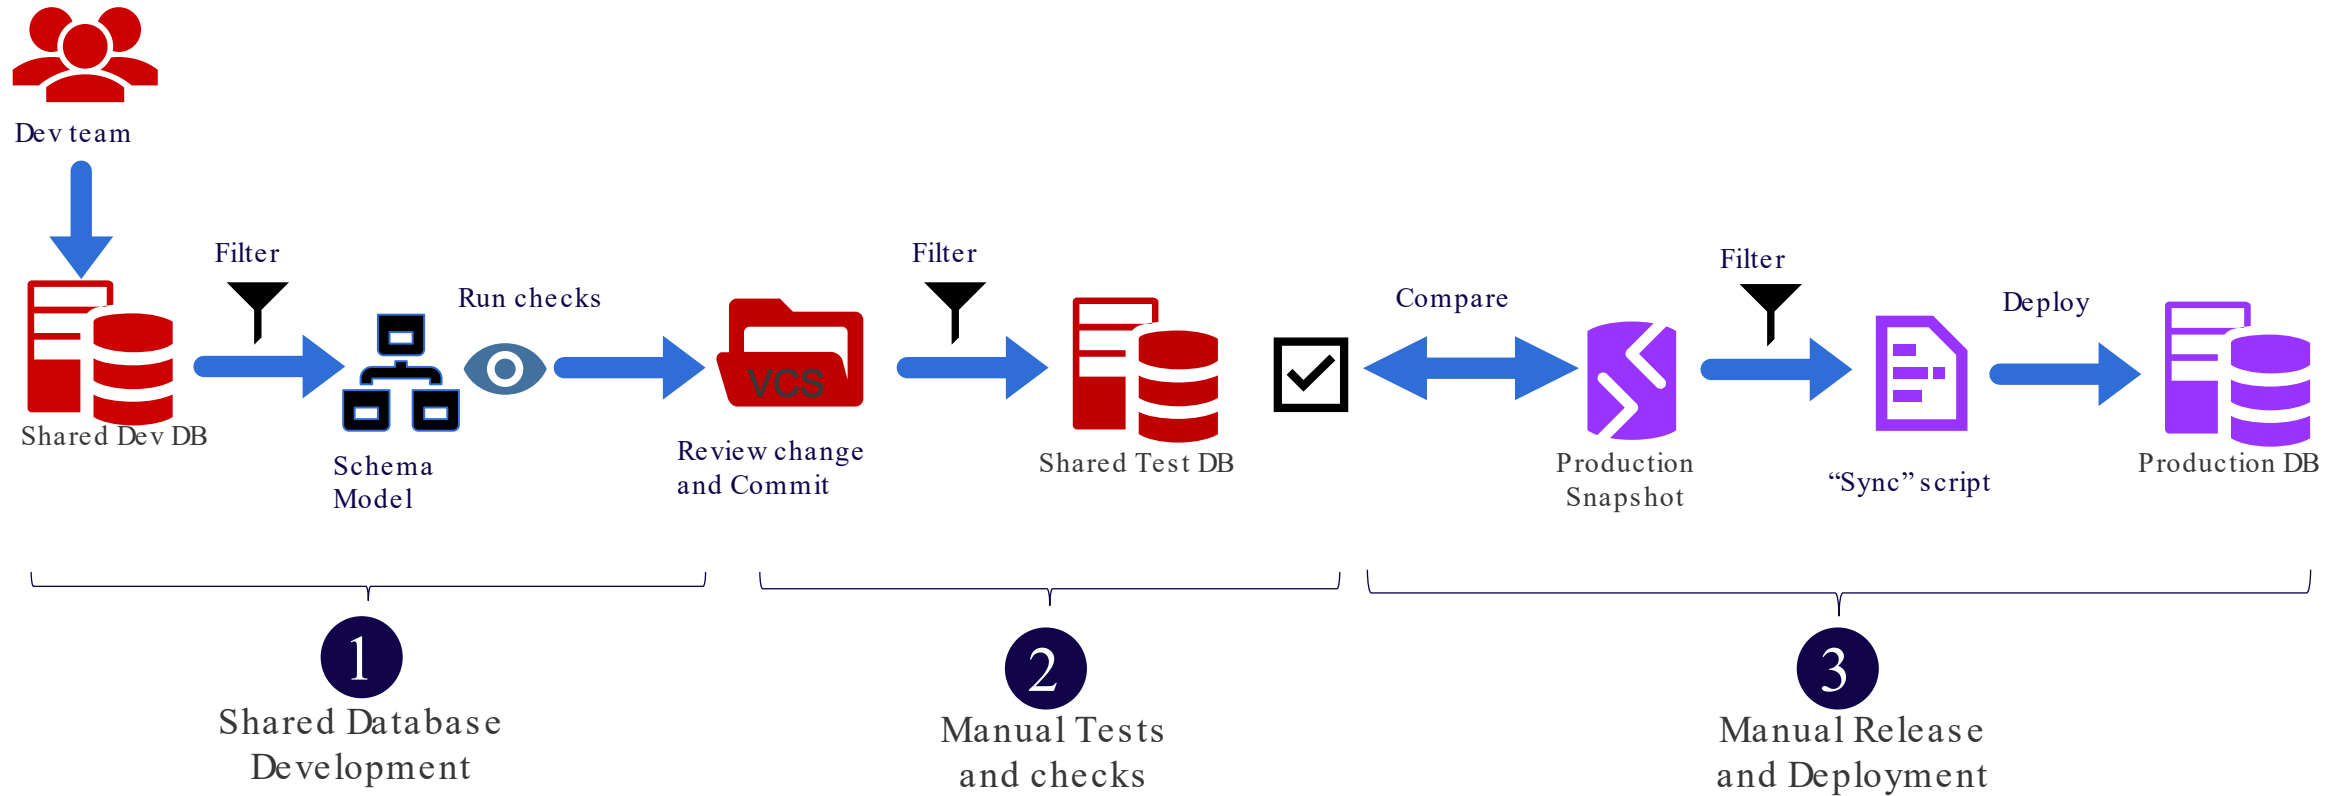 Dev team
Filter
Filter
Filter
Run checks
Compare
Deploy
VCS
Shared Dev DB
Schema
Model
Review change
and Commit
Shared Test DB
Production
Snapshot
“Sync” script
Production DB
1
Shared Database
Development
2
Manual Tests
and checks
3
Manual Release
and Deployment